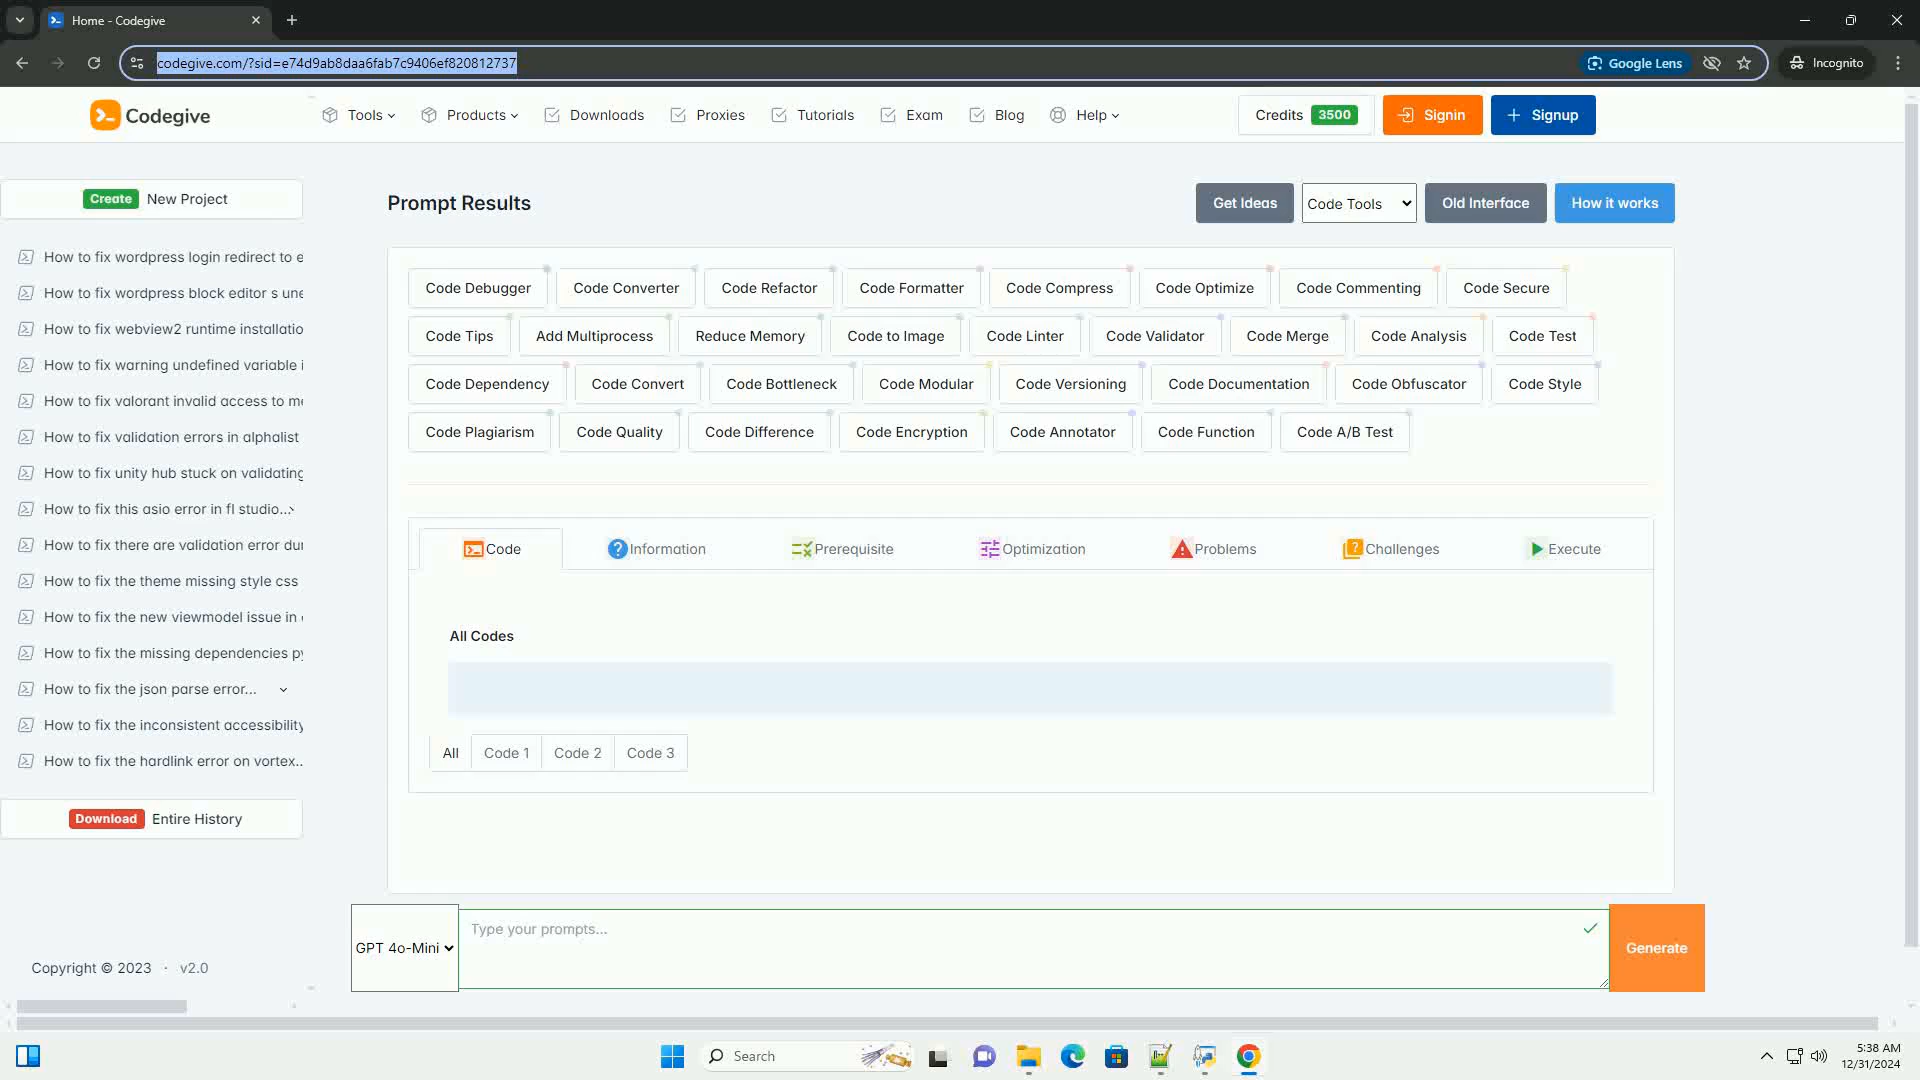 Home - Codegive
codegive.com/?sid=e74d9ab8daa6fab7c9406ef820812737
Google Lens
Incognito
Codegive
Tools
Products
Downloads
Proxies
Tutorials
Exam
Blog
Help
Credits 3500
Signin
Signup
Create New Project
How to fix wordpress login redirect to e
How to fix wordpress block editor s une
How to fix webview2 runtime installatio
How to fix warning undefined variable i
How to fix valorant invalid access to me
How to fix validation errors in alphalist
How to fix unity hub stuck on validating
How to fix this asio error in fl studio...
How to fix there are validation error dur
How to fix the theme missing style css
How to fix the new viewmodel issue in
How to fix the missing dependencies py
How to fix the json parse error...
How to fix the inconsistent accessibility
How to fix the hardlink error on vortex..
Download Entire History
Copyright © 2023 · v2.0
Prompt Results
Get Ideas
Code Tools
Old Interface
How it works
Code Debugger
Code Converter
Code Refactor
Code Formatter
Code Compress
Code Optimize
Code Commenting
Code Secure
Code Tips
Add Multiprocess
Reduce Memory
Code to Image
Code Linter
Code Validator
Code Merge
Code Analysis
Code Test
Code Dependency
Code Convert
Code Bottleneck
Code Modular
Code Versioning
Code Documentation
Code Obfuscator
Code Style
Code Plagiarism
Code Quality
Code Difference
Code Encryption
Code Annotator
Code Function
Code A/B Test
Code
Information
Prerequisite
Optimization
Problems
Challenges
Execute
All Codes
All
Code 1
Code 2
Code 3
GPT 4o-Mini
Type your prompts...
Generate
Search
5:38 AM
12/31/2024